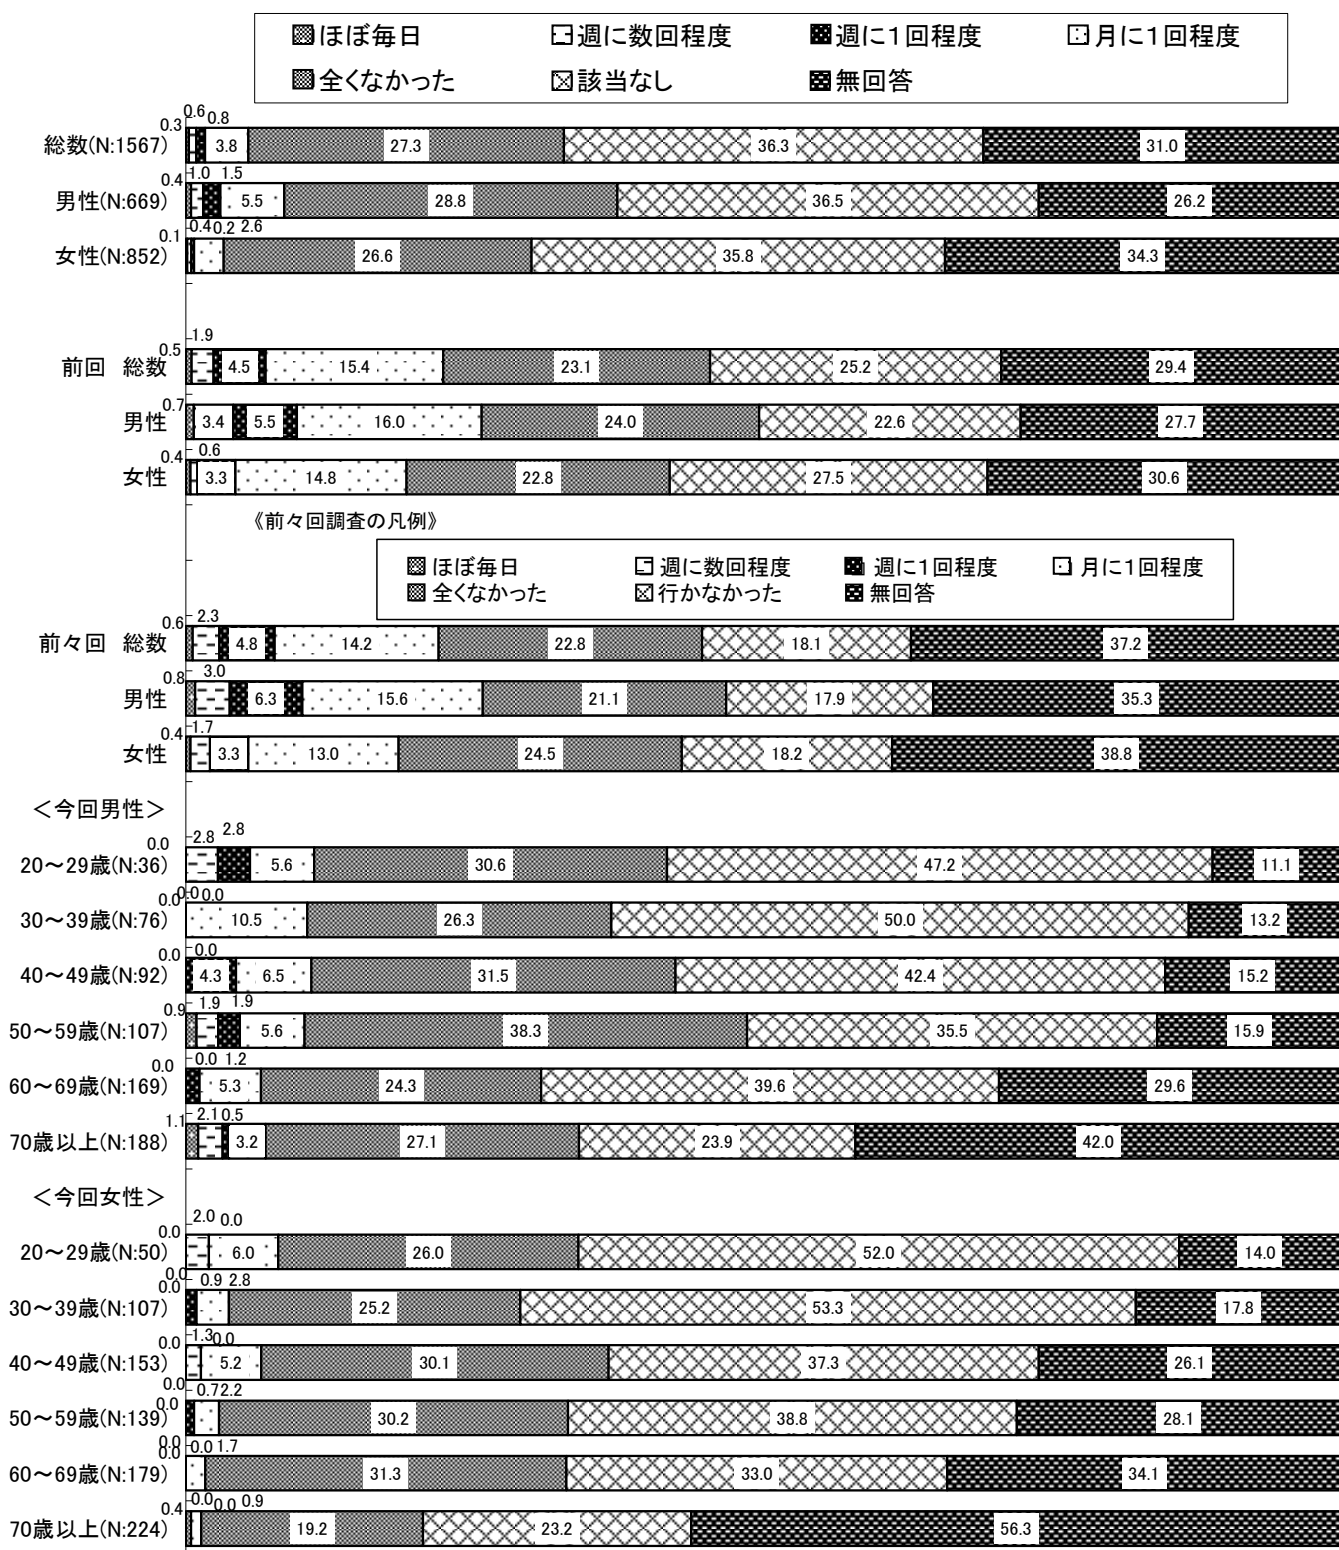 ほぼ毎日 週に数回程度 週に1回程度 月に1回程度
全くなかった 該当なし 無回答
0.3 0.6 0.8
総数(N:1567) 3.8 27.3 36.3 31.0
0.4 1.0 1.5
男性(N:669) 5.5 28.8 36.5 26.2
0.1 0.4 0.2 2.6
女性(N:852) 26.6 35.8 34.3
0.5 1.9
前回 総数 4.5 15.4 23.1 25.2 29.4
0.7
男性 3.4 5.5 16.0 24.0 22.6 27.7
0.4 0.6
女性 3.3 14.8 22.8 27.5 30.6
《前々回調査の凡例》
ほぼ毎日 週に数回程度 週に1回程度 月に1回程度
全くなかった 行かなかった 無回答
0.6 2.3
前々回 総数 4.8 14.2 22.8 18.1 37.2
0.8 3.0
男性 6.3 15.6 21.1 17.9 35.3
0.4 1.7
女性 3.3 13.0 24.5 18.2 38.8
＜今回男性＞
0.0 2.8 2.8
20～29歳(N:36) 5.6 30.6 47.2 11.1
0.0 0.0 0.0
30～39歳(N:76) 10.5 26.3 50.0 13.2
0.0 0.0
40～49歳(N:92) 4.3 6.5 31.5 42.4 15.2
0.9 1.9 1.9
50～59歳(N:107) 5.6 38.3 35.5 15.9
0.0 0.0 1.2
60～69歳(N:169) 5.3 24.3 39.6 29.6
1.1 2.1 0.5
70歳以上(N:188) 3.2 27.1 23.9 42.0
＜今回女性＞
0.0 2.0 0.0
20～29歳(N:50) 6.0 26.0 52.0 14.0
0.0 0.0 0.9 2.8
30～39歳(N:107) 25.2 53.3 17.8
0.0 1.3 0.0
40～49歳(N:153) 5.2 30.1 37.3 26.1
0.0 0.0 0.7 2.2
50～59歳(N:139) 30.2 38.8 28.1
0.0 0.0 0.0 1.7
60～69歳(N:179) 31.3 33.0 34.1
0.4 0.0 0.0 0.9
70歳以上(N:224) 19.2 23.2 56.3